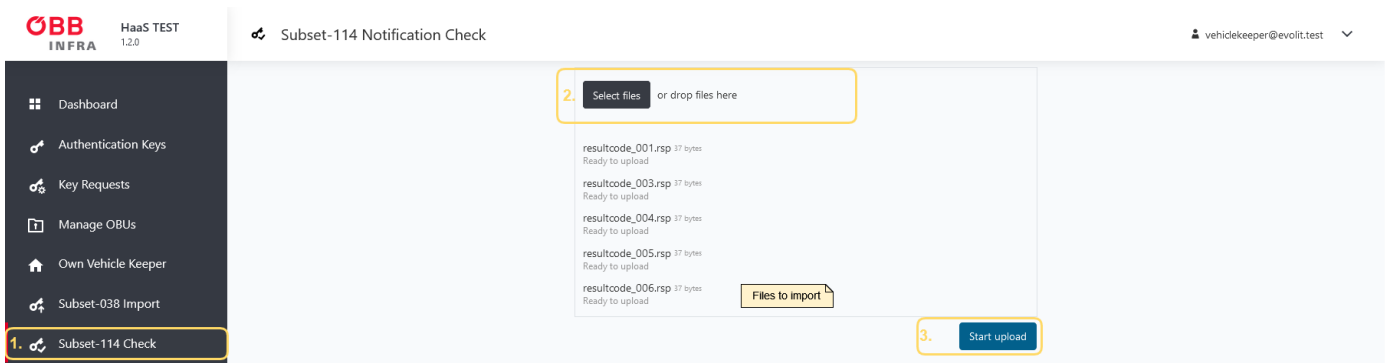 ÖBB
INFRA
HaaS TEST
1.2.0
Subset-114 Notification Check
vehiclekeeper@evolit.test
Dashboard
Authentication Keys
Key Requests
Manage OBUs
Own Vehicle Keeper
Subset-038 Import
1. Subset-114 Check
2. Select files or drop files here
resultcode_001.rsp 37 bytes
Ready to upload
resultcode_003.rsp 37 bytes
Ready to upload
resultcode_004.rsp 37 bytes
Ready to upload
resultcode_005.rsp 37 bytes
Ready to upload
resultcode_006.rsp 37 bytes
Ready to upload
Files to import
3. Start upload